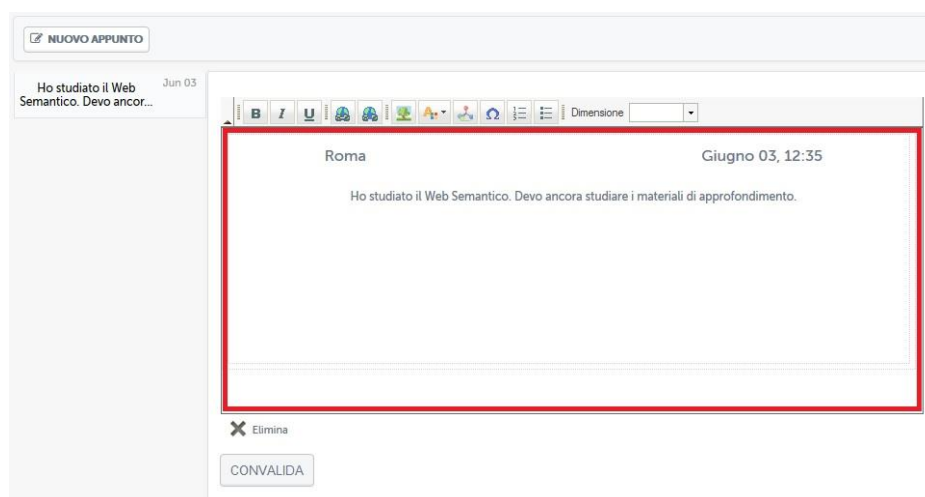 NUOVO APPUNTO
Ho studiato il Web Jun 03
Semantico. Devo ancor...
B I U Ω Dimensione
Roma Giugno 03, 12:35
Ho studiato il Web Semantico. Devo ancora studiare i materiali di approfondimento.
Elimina
CONVALIDA